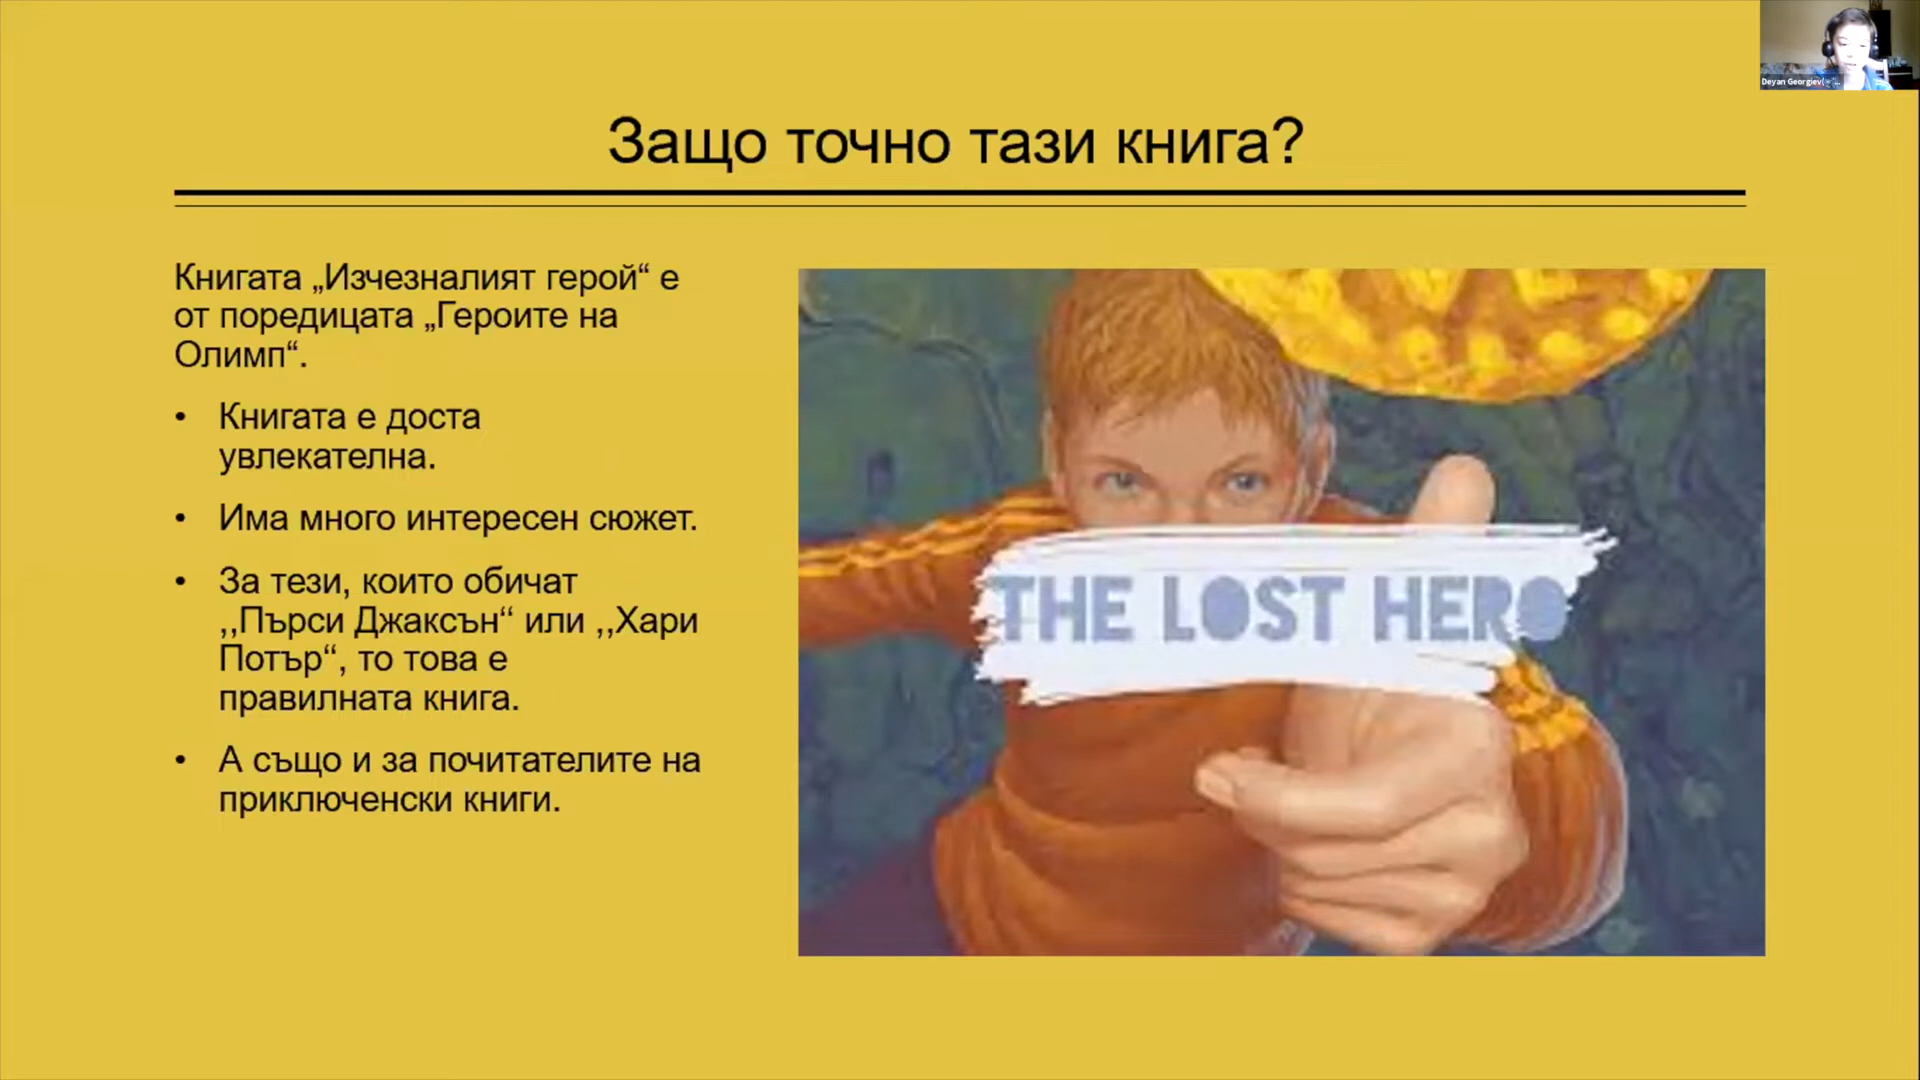 Deyan Georgiev
Защо точно тази книга?
Книгата „Изчезналият герой“ е
от поредицата „Героите на
Олимп“.
• Книгата е доста
увлекателна.
• Има много интересен сюжет.
• За тези, които обичат
,,Пърси Джаксън“ или ,,Хари
Потър“, то това е
правилната книга.
• А също и за почитателите на
приключенски книги.
THE LOST HERO